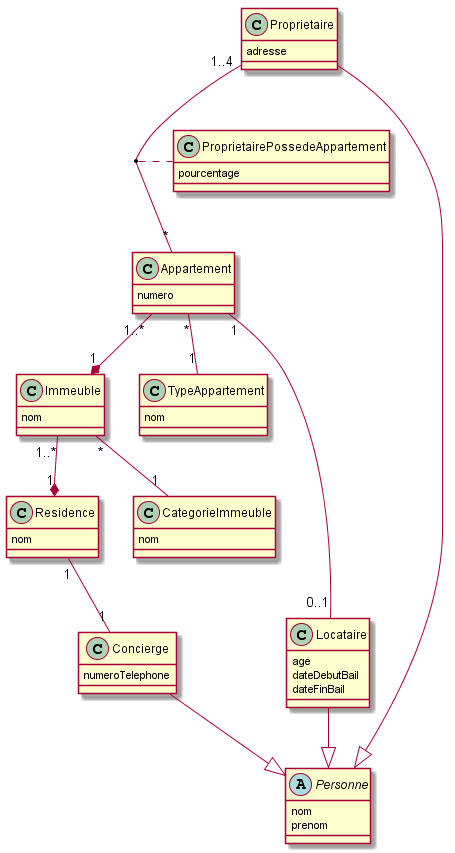 C Proprietaire
adresse
1..4
C ProprietairePossedeAppartement
pourcentage
*
C Appartement
numero
1..* * 1
1 1
C Immeuble
nom
C TypeAppartement
nom
1..* *
1 1
C Residence
nom
C CategorieImmeuble
nom
1
1
0..1
C Concierge
numeroTelephone
C Locataire
age
dateDebutBail
dateFinBail
A Personne
nom
prenom